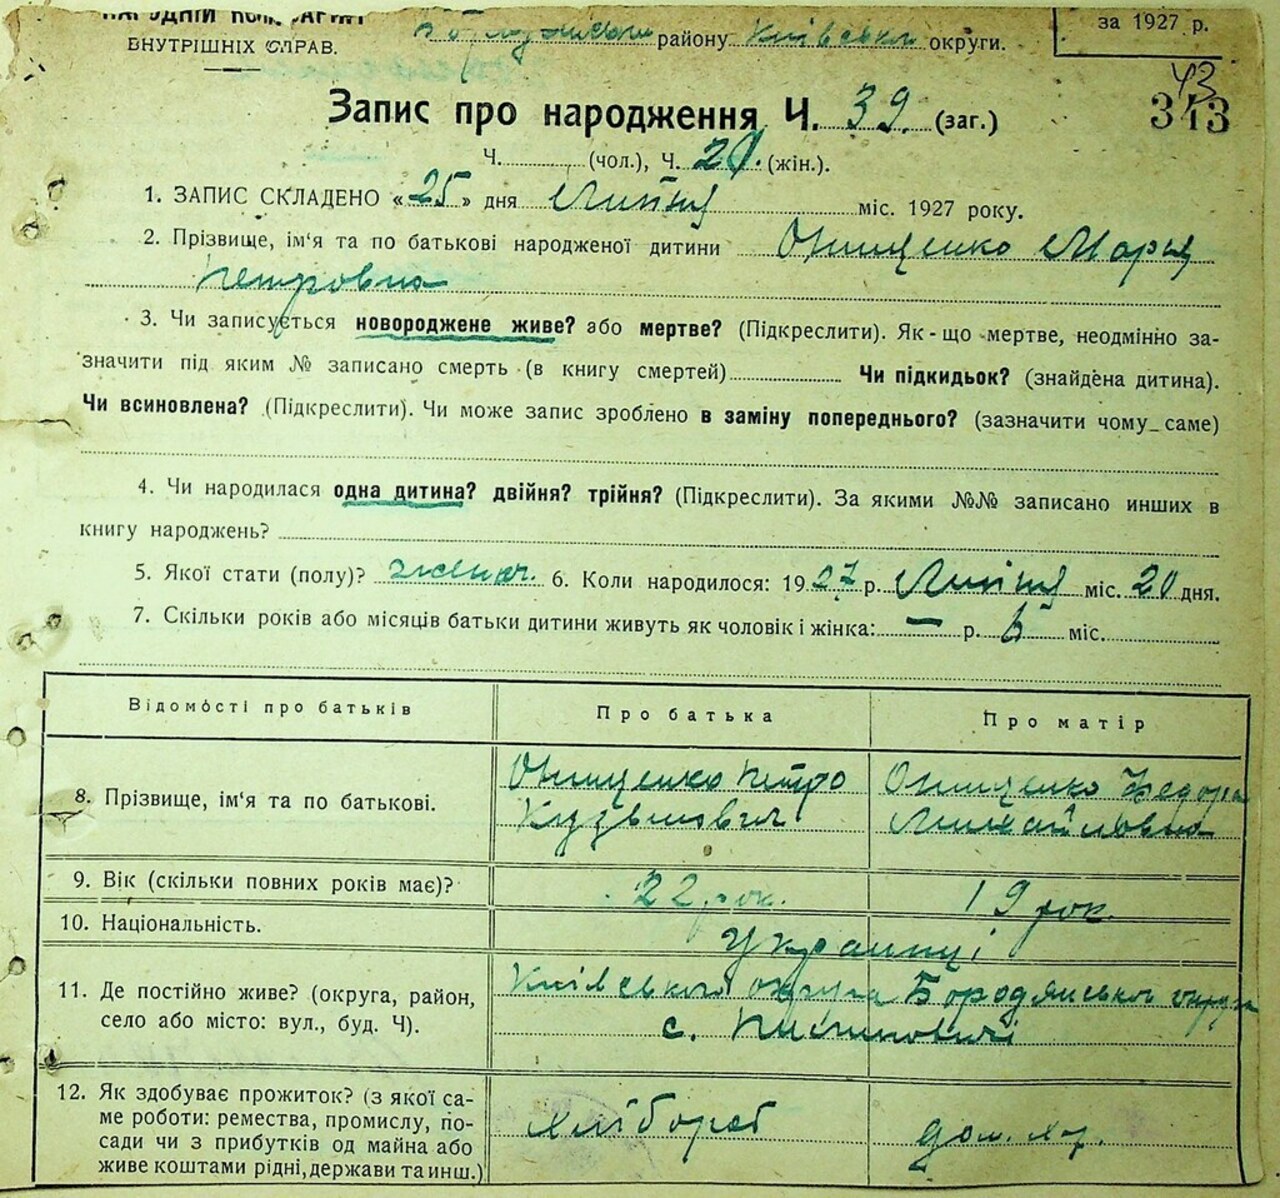 НАРОДНІЙ КОМІСАРІЯТ
ВНУТРІШНІХ СПРАВ.
району Київської округи.
за 1927 р.
43
313
Запис про народження Ч. 39 (заг.)
Ч. (чол.), Ч. 20. (жін.).
1. ЗАПИС СКЛАДЕНО «25» дня Липня міс. 1927 року.
2. Прізвище, ім‘я та по батькові народженої дитини Онищенко Марья
Петровна
3. Чи записується новороджене живе? або мертве? (Підкреслити). Як-що мертве, неодмінно за-
значити під яким № записано смерть (в книгу смертей) Чи підкидьок? (знайдена дитина).
Чи всиновлена? (Підкреслити). Чи може запис зроблено в заміну попереднього? (зазначити чому саме)
4. Чи народилася одна дитина? двійня? трійня? (Підкреслити). За якими №№ записано инших в
книгу народжень?
5. Якої стати (полу)? жіноч. 6. Коли народилося: 1927 р. Липня міс. 20 дня.
7. Скільки років або місяців батьки дитини живуть як чоловік і жінка: — р. 6 міс.
Відомості про батьків Про батька Про матір
8. Прізвище, ім‘я та по батькові. Онищенко Петро Онищенко Федора
Кузьмович Михайловна
9. Вік (скільки повних років має)? 22 рок. 19 рок.
10. Національність. Українці
11. Де постійно живе? (округа, район, Київського округа Бородянського
село або місто: вул., буд. Ч). с. Пилиповичі
12. Як здобуває прожиток? (з якої са-
ме роботи: ремества, промислу, по- хлібороб дом. хоз.
сади чи з прибутків од майна або
живе коштами рідні, держави та инш.)